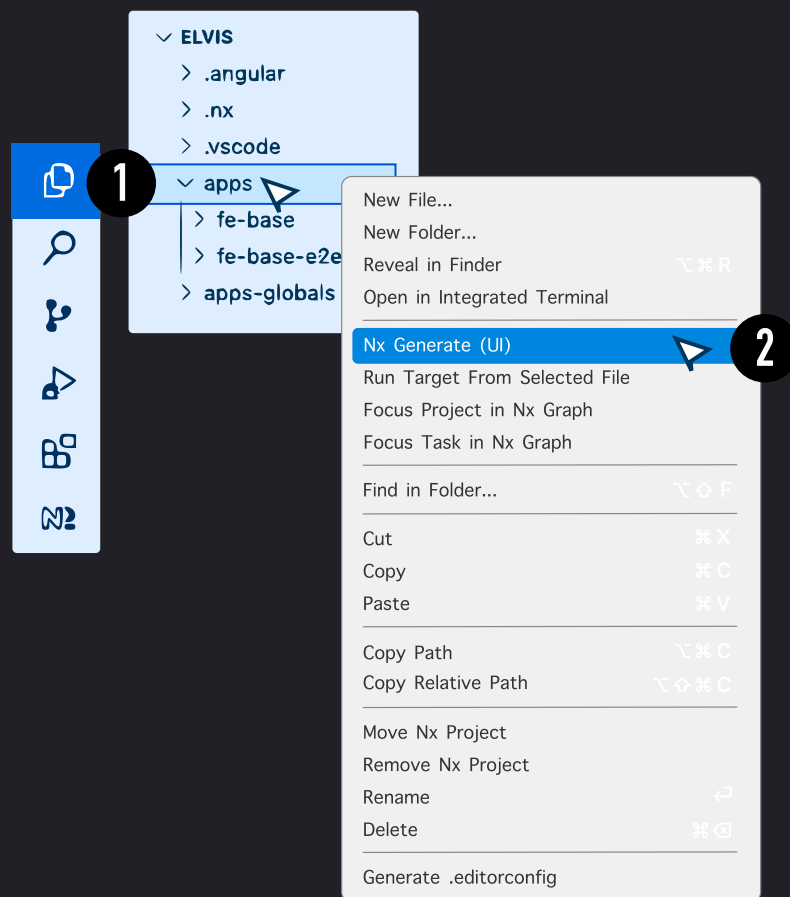 ELVIS
.angular
.nx
.vscode
1
apps
fe-base
fe-base-e2e
apps-globals
New File...
New Folder...
Reveal in Finder ⌥⌘R
Open in Integrated Terminal
Nx Generate (UI)
2
Run Target From Selected File
Focus Project in Nx Graph
Focus Task in Nx Graph
Find in Folder... ⌥⇧F
Cut ⌘X
Copy ⌘C
Paste ⌘V
Copy Path ⌥⌘C
Copy Relative Path ⌥⇧⌘C
Move Nx Project
Remove Nx Project
Rename ⏎
Delete ⌘⌫
Generate .editorconfig